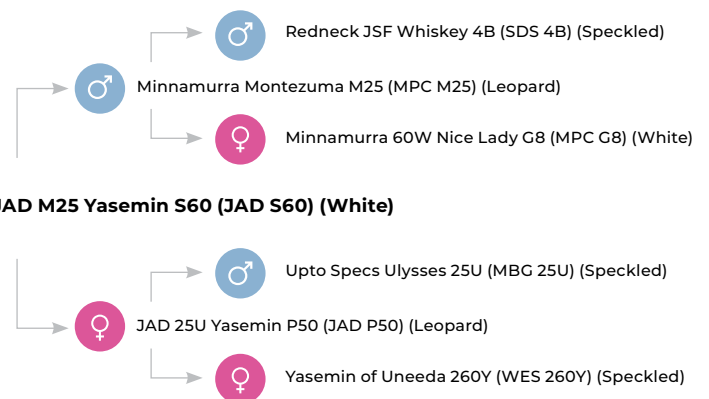 Redneck JSF Whiskey 4B (SDS 4B) (Speckled)
Minnamurra Montezuma M25 (MPC M25) (Leopard)
Minnamurra 60W Nice Lady G8 (MPC G8) (White)
JAD M25 Yasemin S60 (JAD S60) (White)
Upto Specs Ulysses 25U (MBG 25U) (Speckled)
JAD 25U Yasemin P50 (JAD P50) (Leopard)
Yasemin of Uneeda 260Y (WES 260Y) (Speckled)